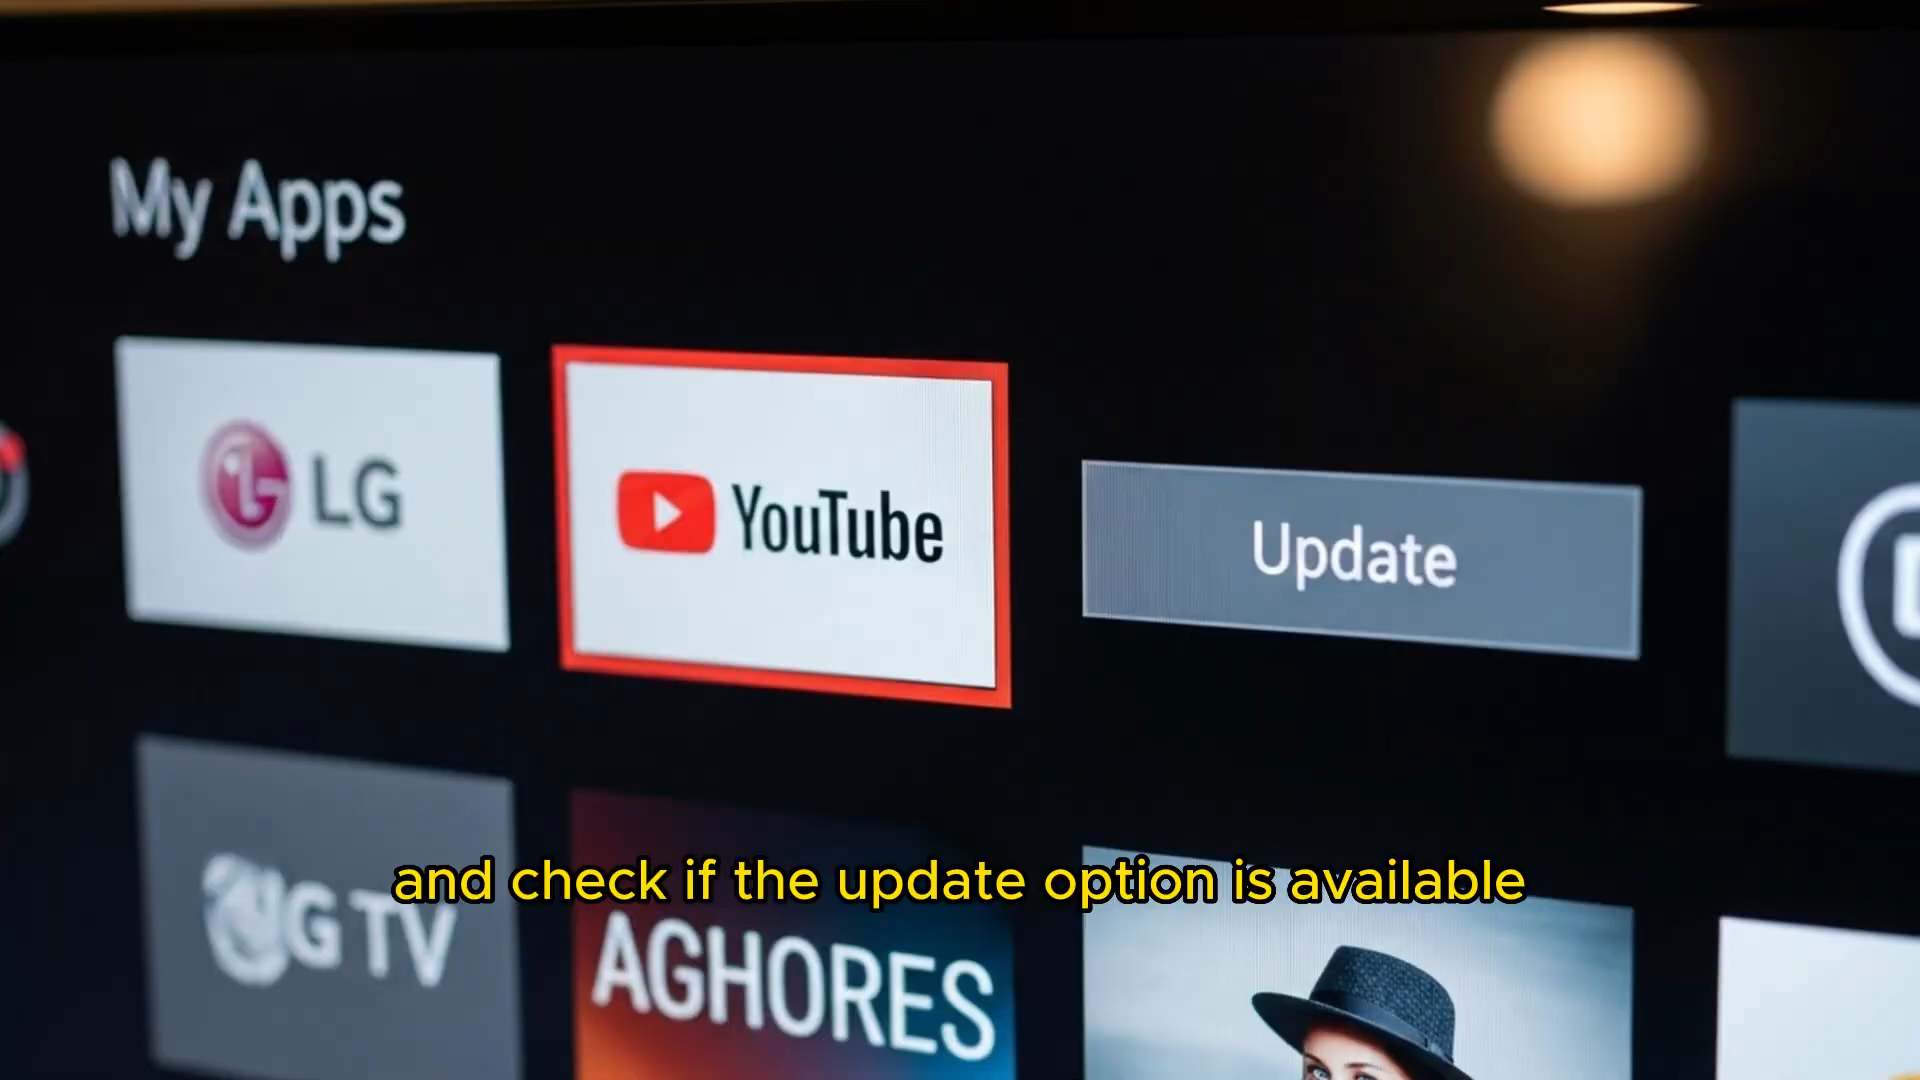 My Apps
LG
YouTube
Update
G TV
AGHORES
and check if the update option is available